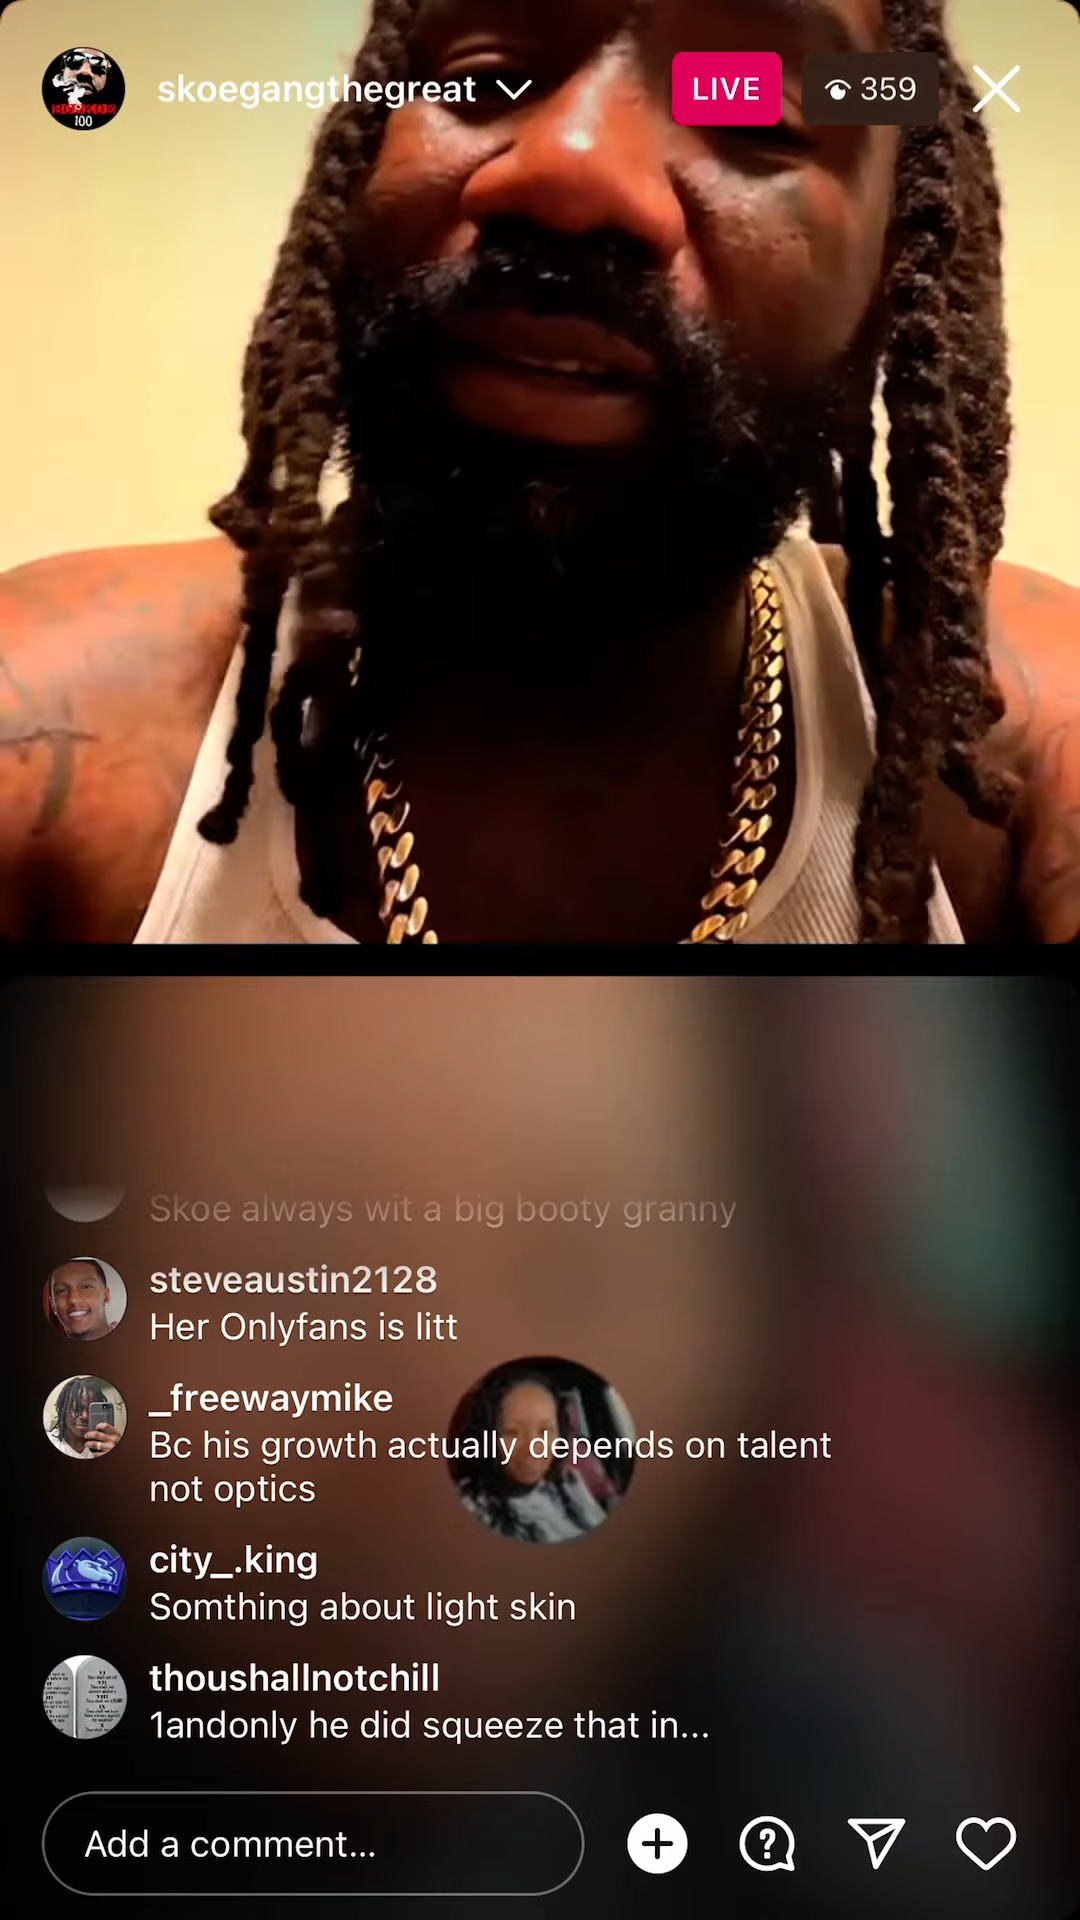 skoegangthegreat
LIVE
359
100
Skoe always wit a big booty granny
steveaustin2128
Her Onlyfans is litt
_freewaymike
Bc his growth actually depends on talent
not optics
city_.king
Somthing about light skin
thoushallnotchill
1andonly he did squeeze that in...
Add a comment...